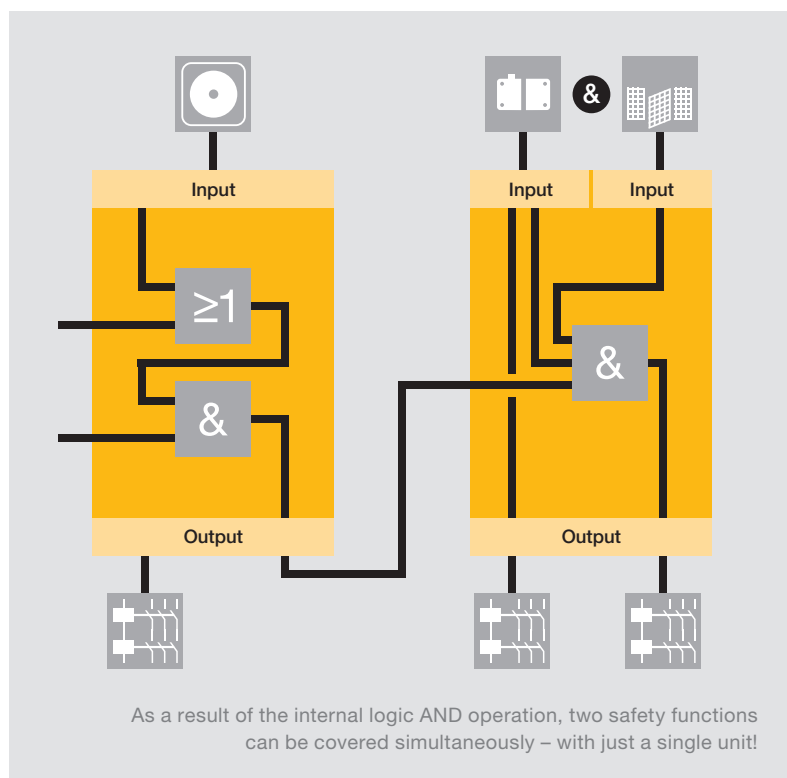 &
Input
Input
Input
≥1
&
&
Output
Output
As a result of the internal logic AND operation, two safety functions
can be covered simultaneously – with just a single unit!